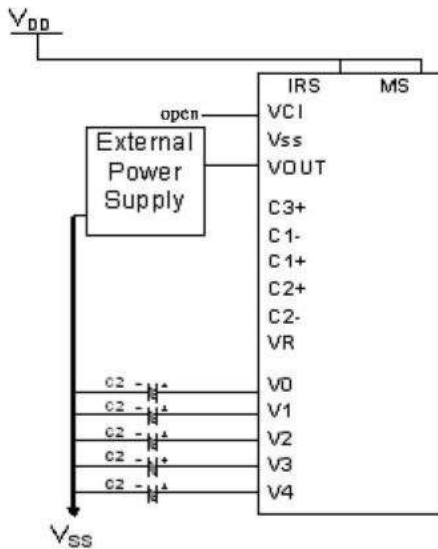 VDD
IRS MS
open VCI
External Power Supply
Vss
VOUT
C3+
C1-
C1+
C2+
C2-
VR
C2 - + V0
C2 - + V1
C2 - + V2
C2 - + V3
C2 - + V4
VSS